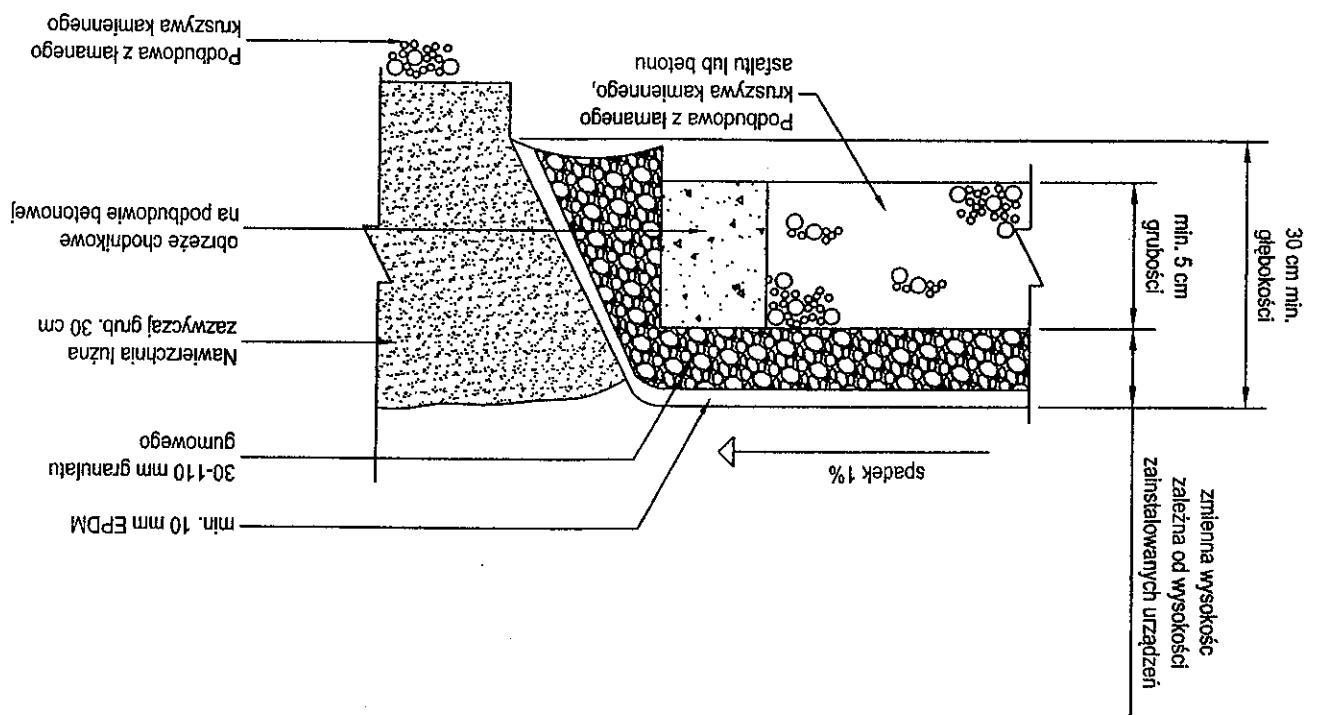 zmienna wysokość
zależna od wysokości
zainstalowanych urządzeń
30 cm min.
głębokości
min. 5 cm
grubości
spadek 1%
min. 10 mm EPDM
30-110 mm granulatu
gumowego
Nawierzchnia luźna
zazwyczaj grub. 30 cm
obrzeże chodnikowe
na podbudowie betonowej
Podbudowa z łamanego
kruszywa kamiennego,
asfaltu lub betonu
Podbudowa z łamanego
kruszywa kamiennego